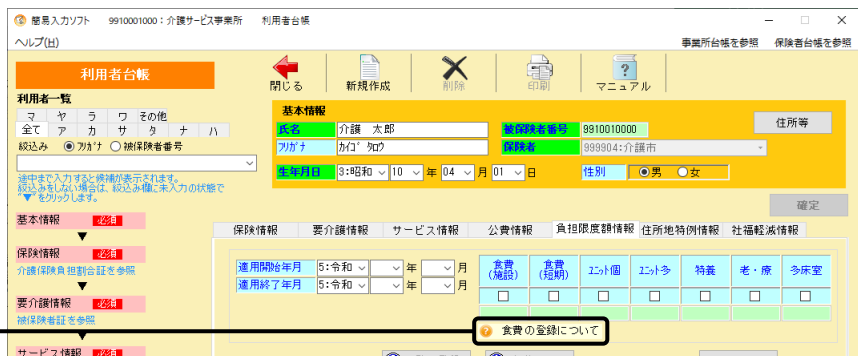 簡易入力ソフト 9910001000：介護サービス事業所 利用者台帳
ヘルプ(H) 事業所台帳を参照 保険者台帳を参照
利用者台帳
閉じる 新規作成 削除 印刷 マニュアル
利用者一覧
マ ヤ ラ ワ その他
全て ア カ サ タ ナ ハ
絞込み フリガナ 被保険者番号
途中まで入力すると候補が表示されます。
絞込みをしない場合は、絞込み欄に未入力の状態で
"▼"をクリックします。
基本情報
氏名 介護 太郎 被保険者番号 9910010000 住所等
フリガナ カイゴ タロウ 保険者 999904:介護市
生年月日 3:昭和 10 年 04 月 01 日 性別 男 女
確定
基本情報 必須
▼
保険情報 必須
介護保険負担割合証を参照
▼
要介護情報 必須
被保険者証を参照
▼
サービス情報 必須
保険情報 要介護情報 サービス情報 公費情報 負担限度額情報 住所地特例情報 社福軽減情報
適用開始年月 5:令和 年 月
適用終了年月 5:令和 年 月
食費(施設) 食費(短期) ユニット個 ユニット多 特養 老・療 多床室
食費の登録について